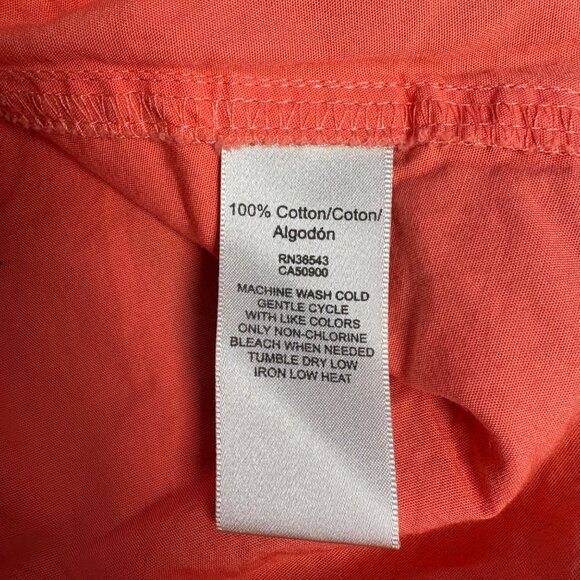 100% Cotton/Coton/
Algodón
RN36543
CA50900
MACHINE WASH COLD
GENTLE CYCLE
WITH LIKE COLORS
ONLY NON-CHLORINE
BLEACH WHEN NEEDED
TUMBLE DRY LOW
IRON LOW HEAT